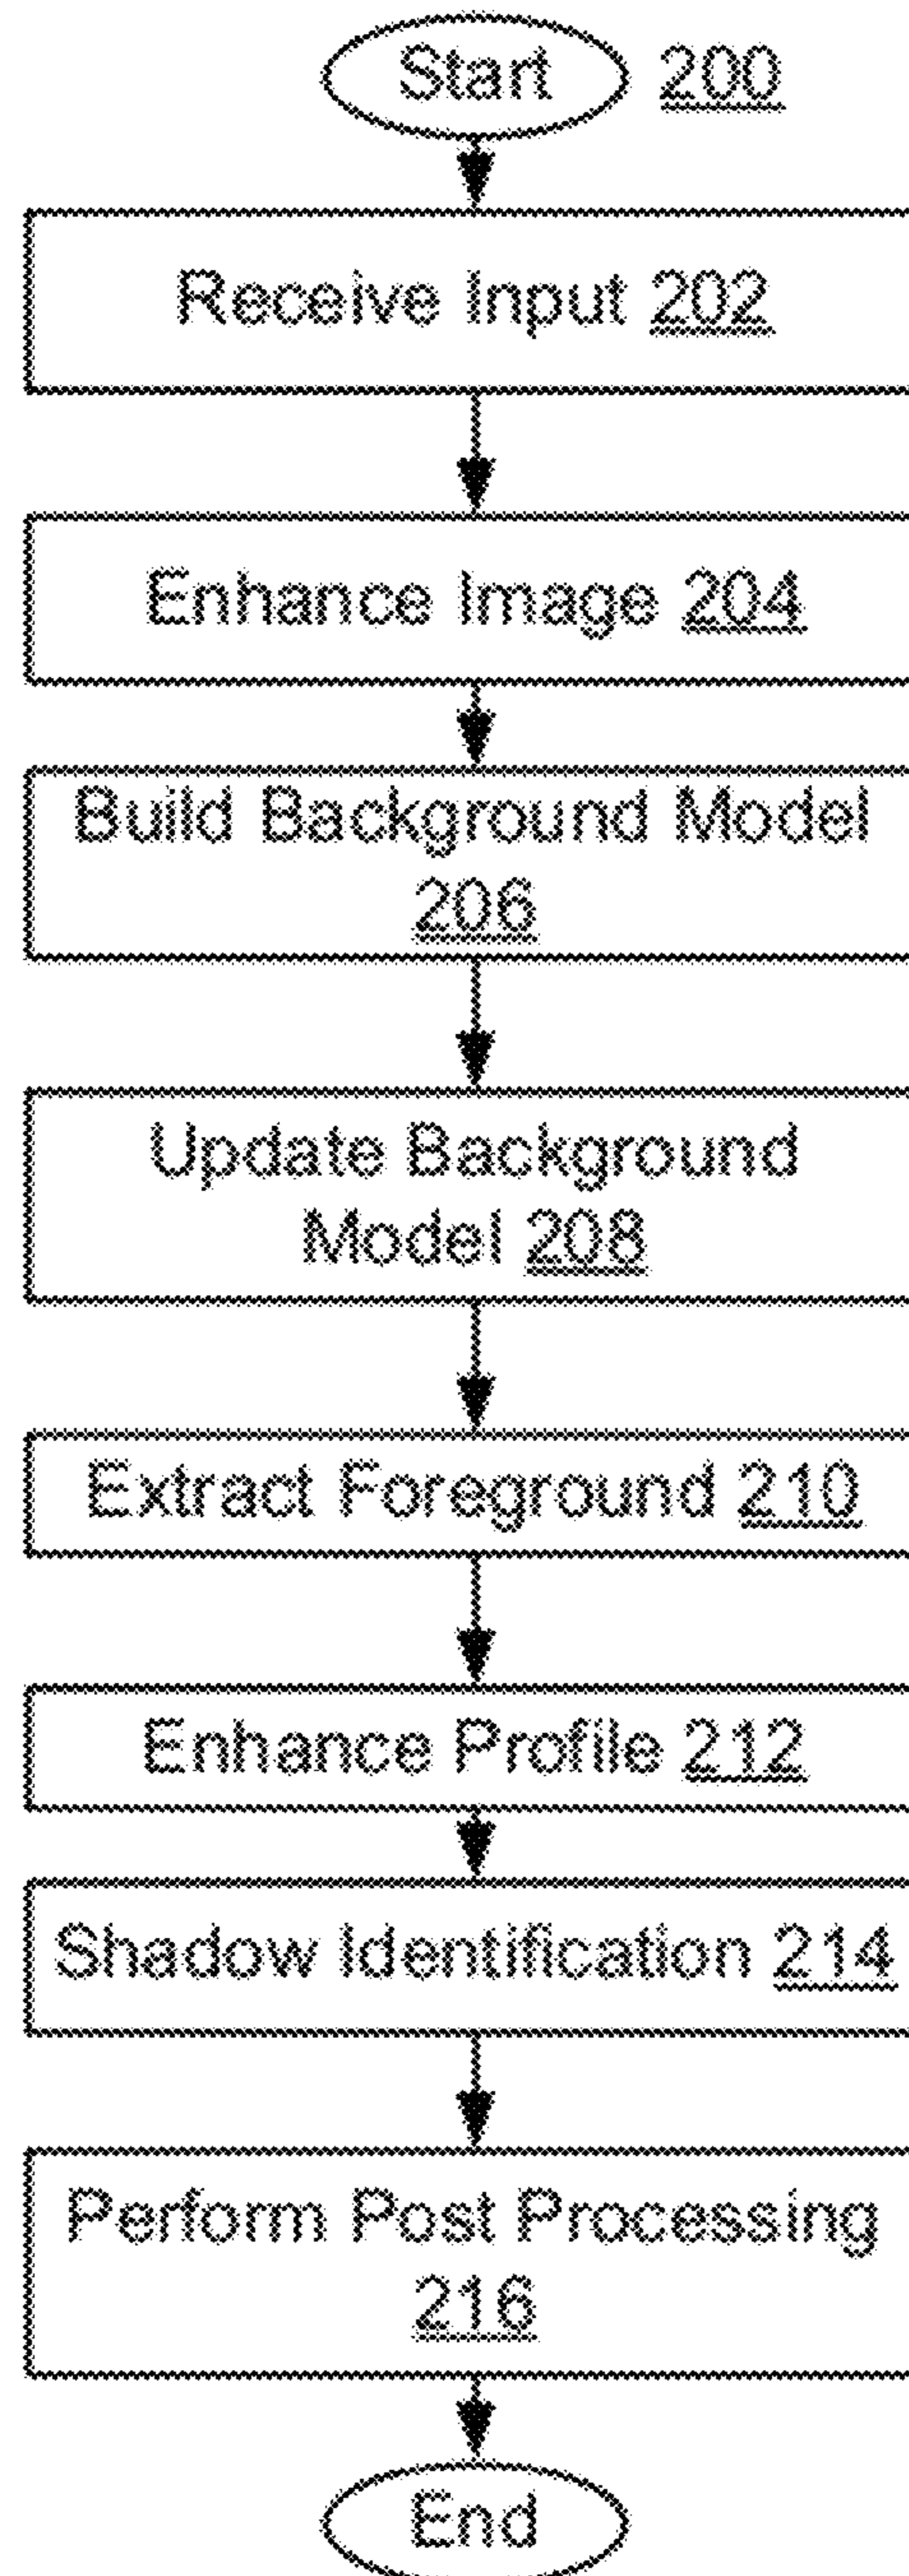 Start 200
Receive Input 202
Enhance Image 204
Build Background Model
206
Update Background
Model 208
Extract Foreground 210
Enhance Profile 212
Shadow Identification 214
Perform Post Processing
216
End